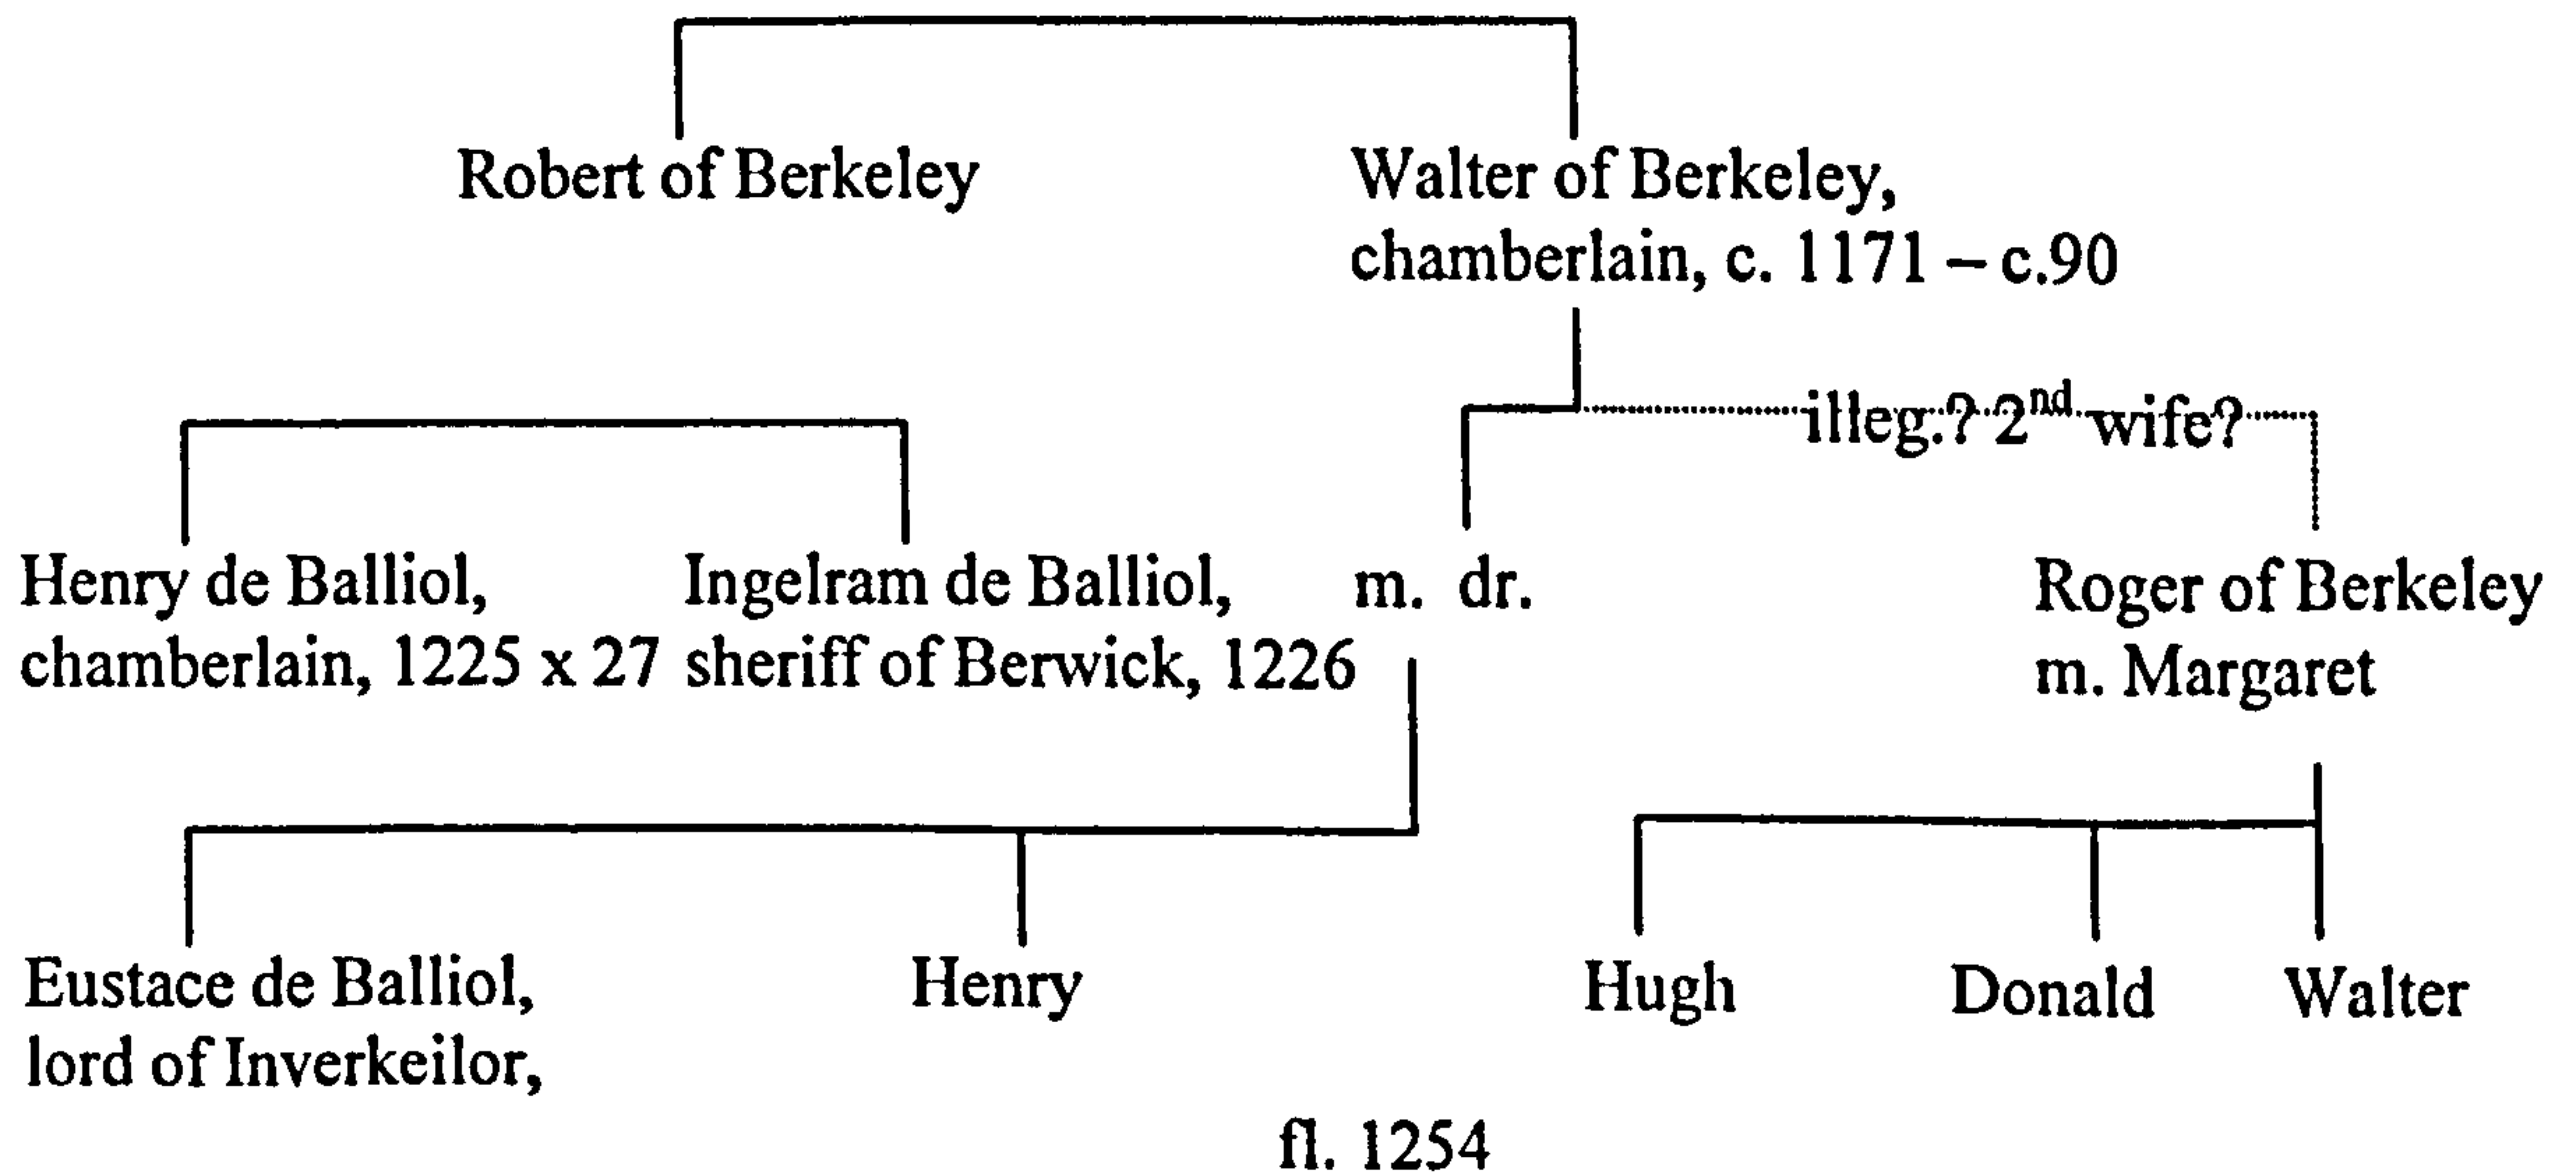 Robert of Berkeley
Walter of Berkeley,
chamberlain, c. 1171 – c.90
illeg.? 2nd wife?
Henry de Balliol,
chamberlain, 1225 x 27
Ingelram de Balliol,
sheriff of Berwick, 1226
m. dr.
Roger of Berkeley
m. Margaret
Eustace de Balliol,
lord of Inverkeilor,
Henry
Hugh
Donald
Walter
fl. 1254